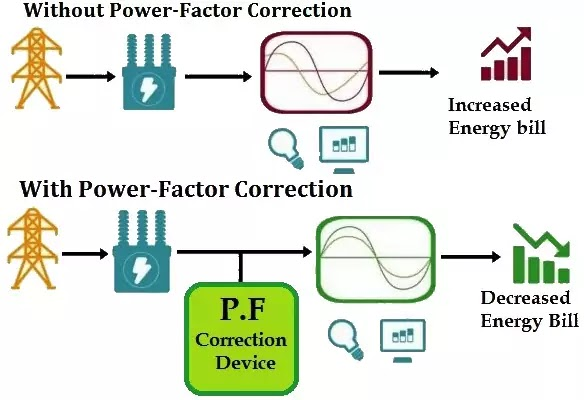 Without Power-Factor Correction
Increased
Energy bill
With Power-Factor Correction
P.F
Correction
Device
Decreased
Energy Bill